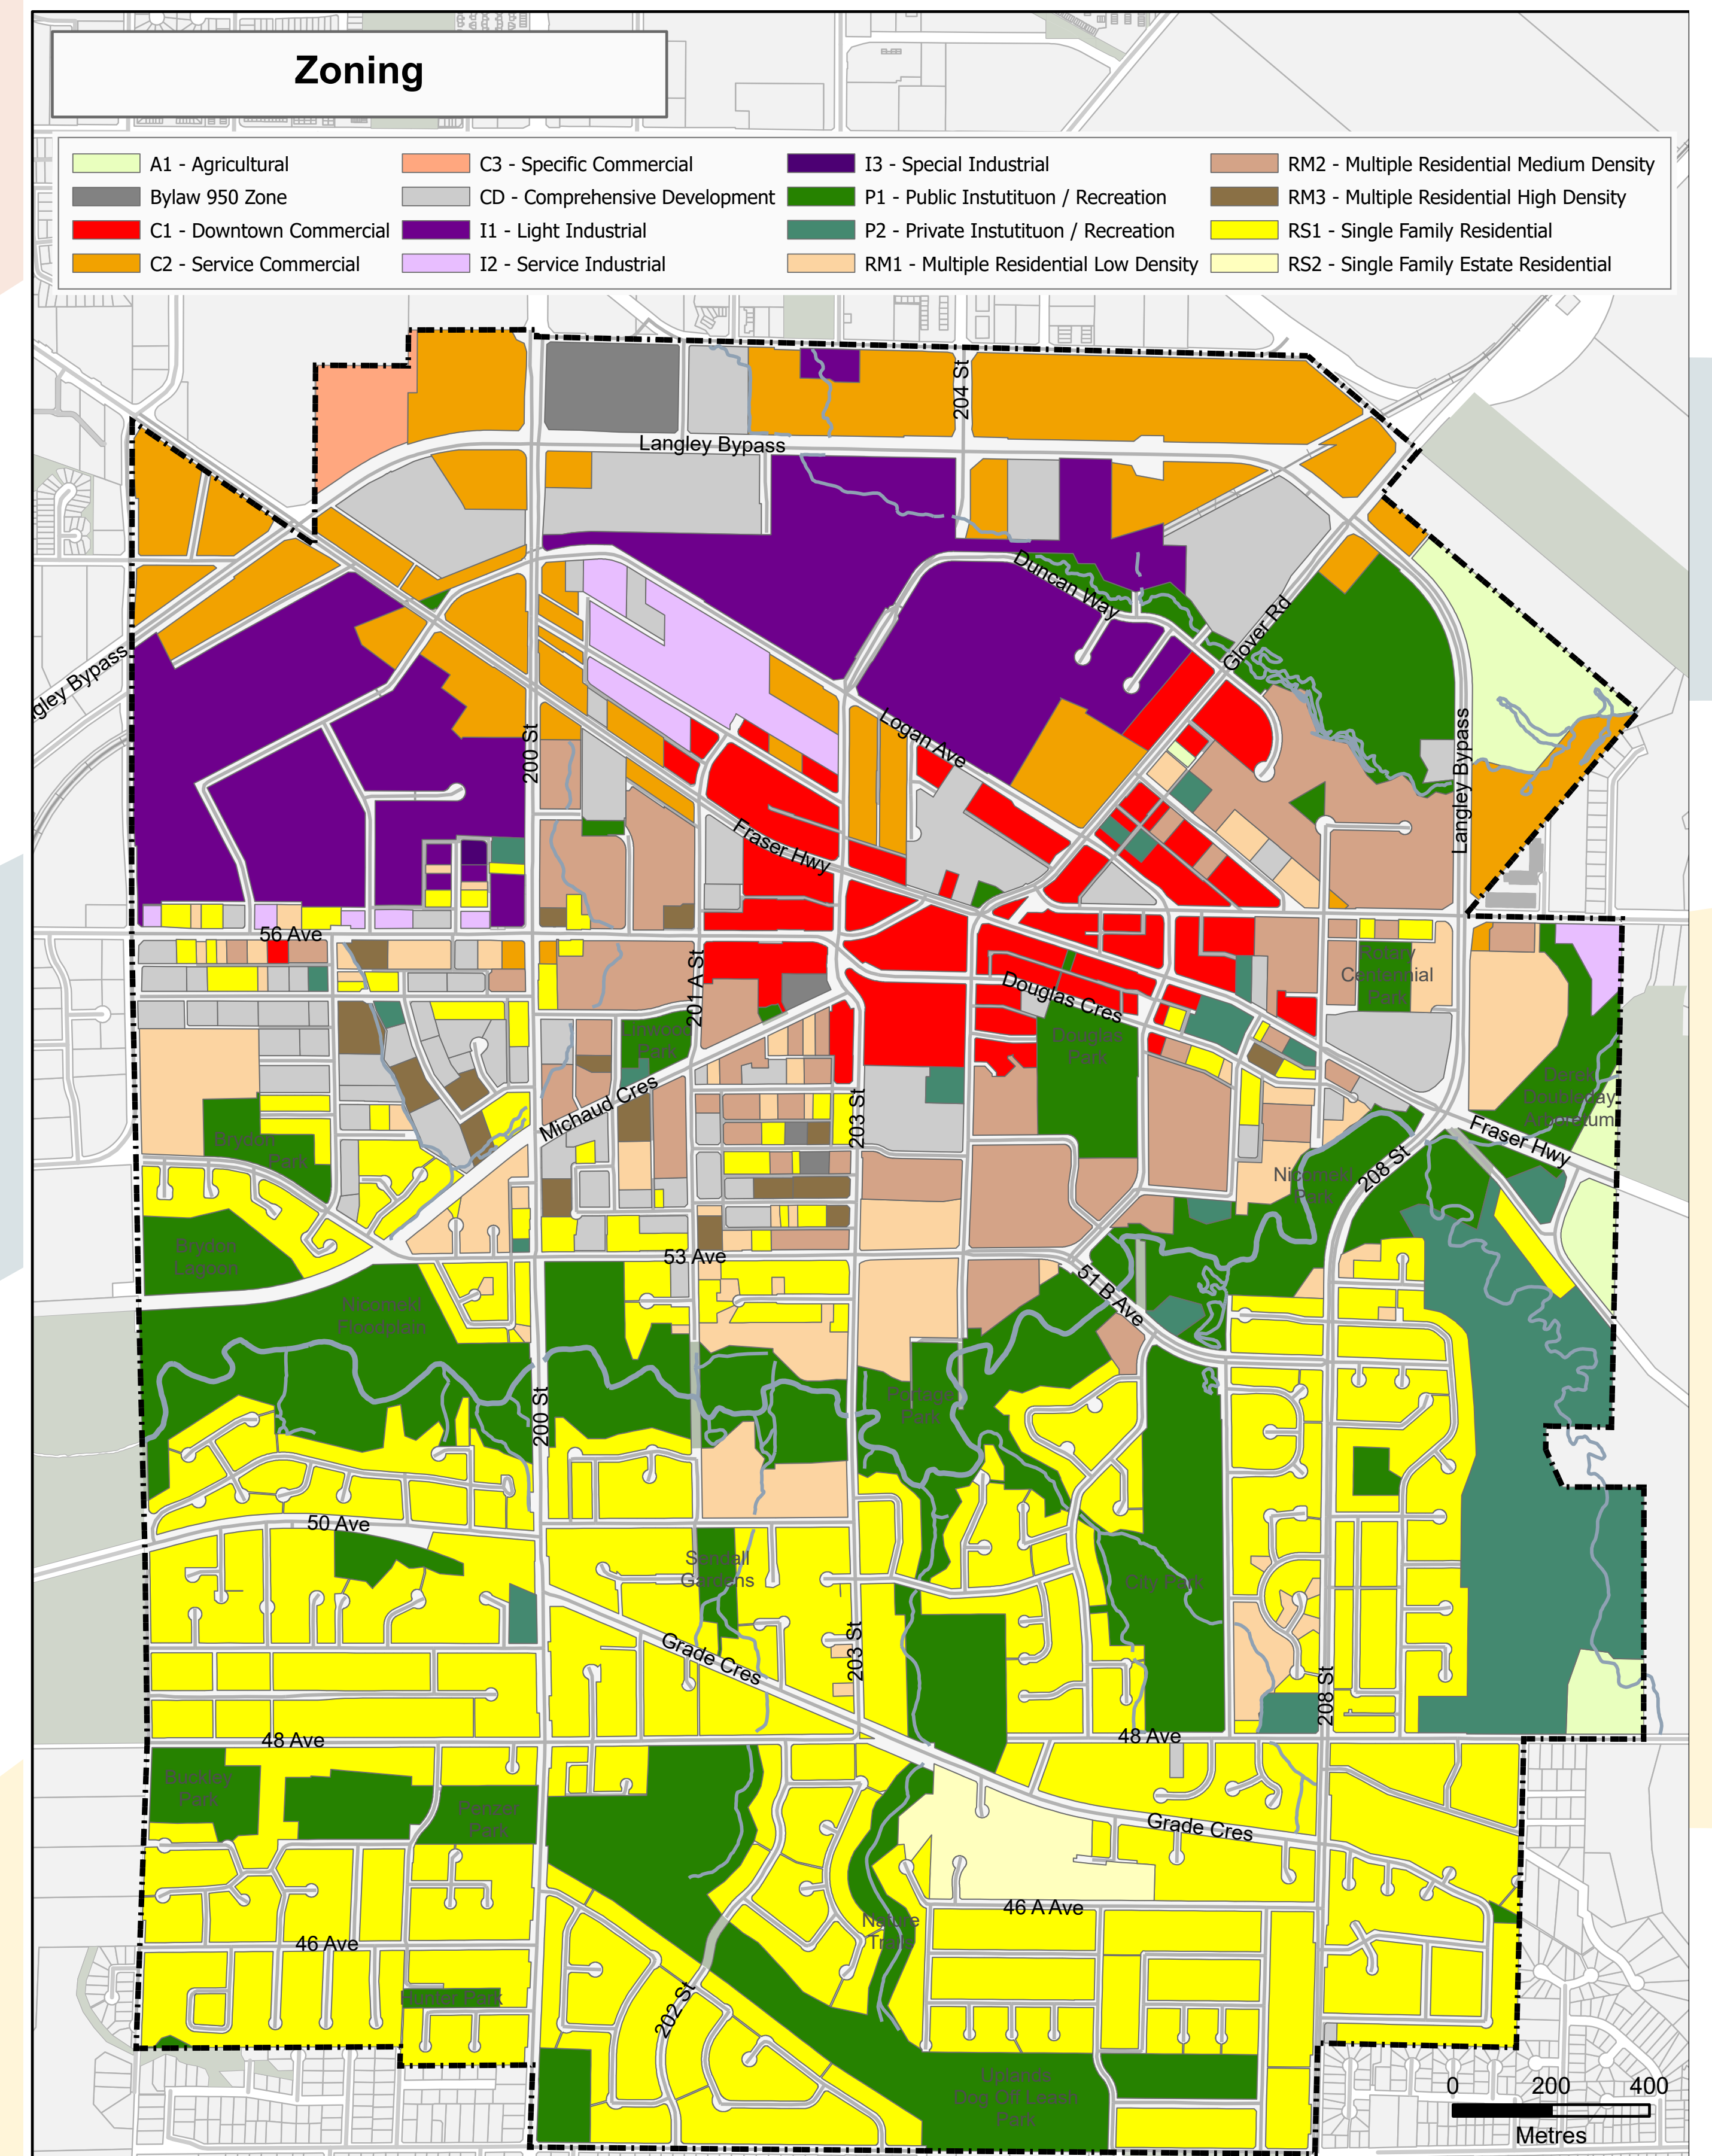 Zoning
A1 - Agricultural
Bylaw 950 Zone
C1 - Downtown Commercial
C2 - Service Commercial
C3 - Specific Commercial
CD - Comprehensive Development
I1 - Light Industrial
I2 - Service Industrial
I3 - Special Industrial
P1 - Public Instutituon / Recreation
P2 - Private Instutituon / Recreation
RM1 - Multiple Residential Low Density
RM2 - Multiple Residential Medium Density
RM3 - Multiple Residential High Density
RS1 - Single Family Residential
RS2 - Single Family Estate Residential
204 St
Langley Bypass
Duncan Way
Glover Rd
gley Bypass
200 St
Logan Ave
Langley Bypass
Fraser Hwy
56 Ave
201 A St
Rotary
Centennial
Park
Douglas Cres
Linwood
Park
Douglas
Park
Michaud Cres
203 St
Derek
Doubleday
Arboretum
Fraser Hwy
Brydon
Park
Nicomekl
Park
208 St
Brydon
Lagoon
53 Ave
51 B Ave
Nicomekl
Floodplain
200 St
Portage
Park
50 Ave
Sendall
Gardens
City Park
Grade Cres
203 St
208 St
48 Ave
48 Ave
Buckley
Park
Penzer
Park
Grade Cres
46 A Ave
Nature
Trails
46 Ave
Hunter Park
202 St
Uplands
Dog Off Leash
Park
0 200 400
Metres